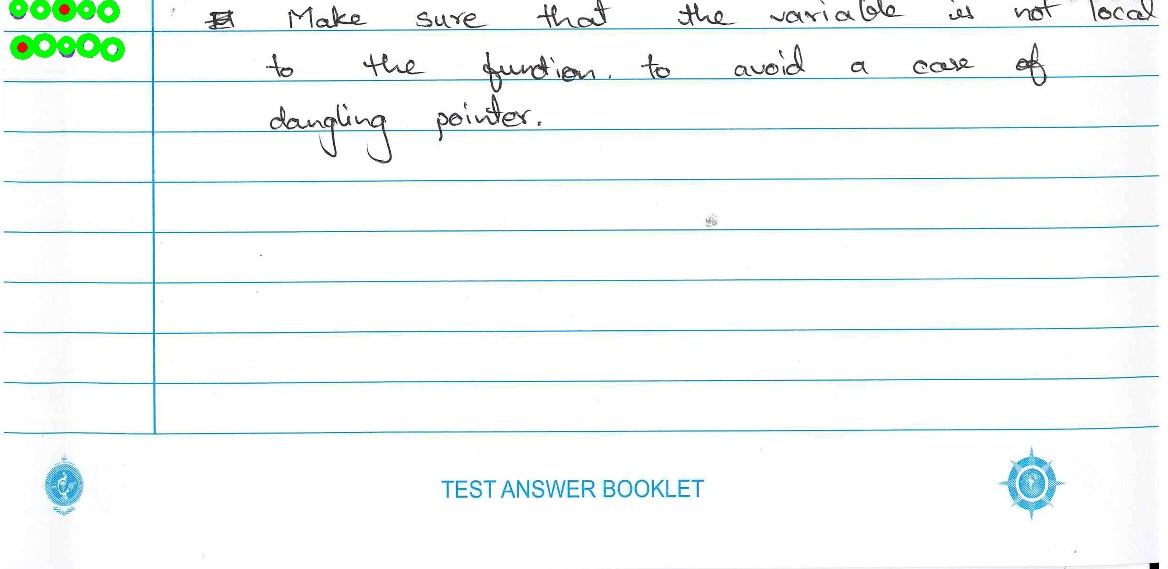 Make sure that the variable is not local
to the function. to avoid a case of
dangling pointer.
TEST ANSWER BOOKLET